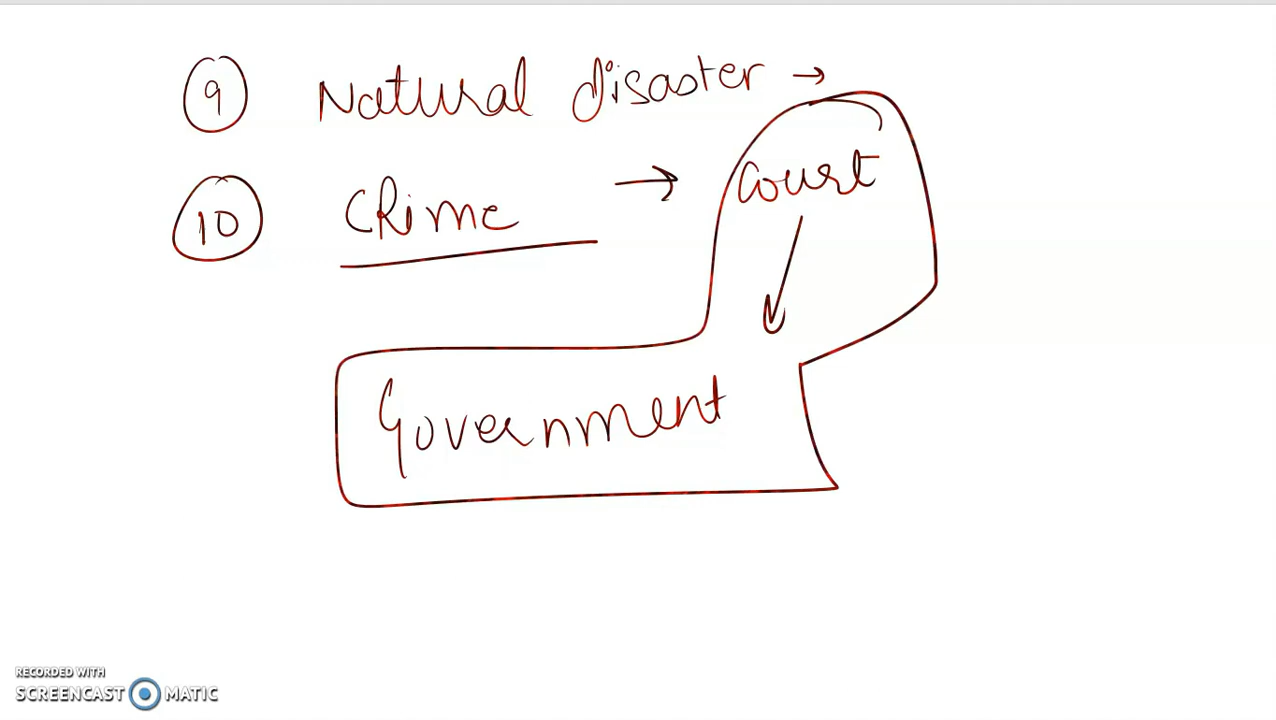 9 Natural disaster →
10 Crime → Court
Government
RECORDED WITH
SCREENCAST MATIC